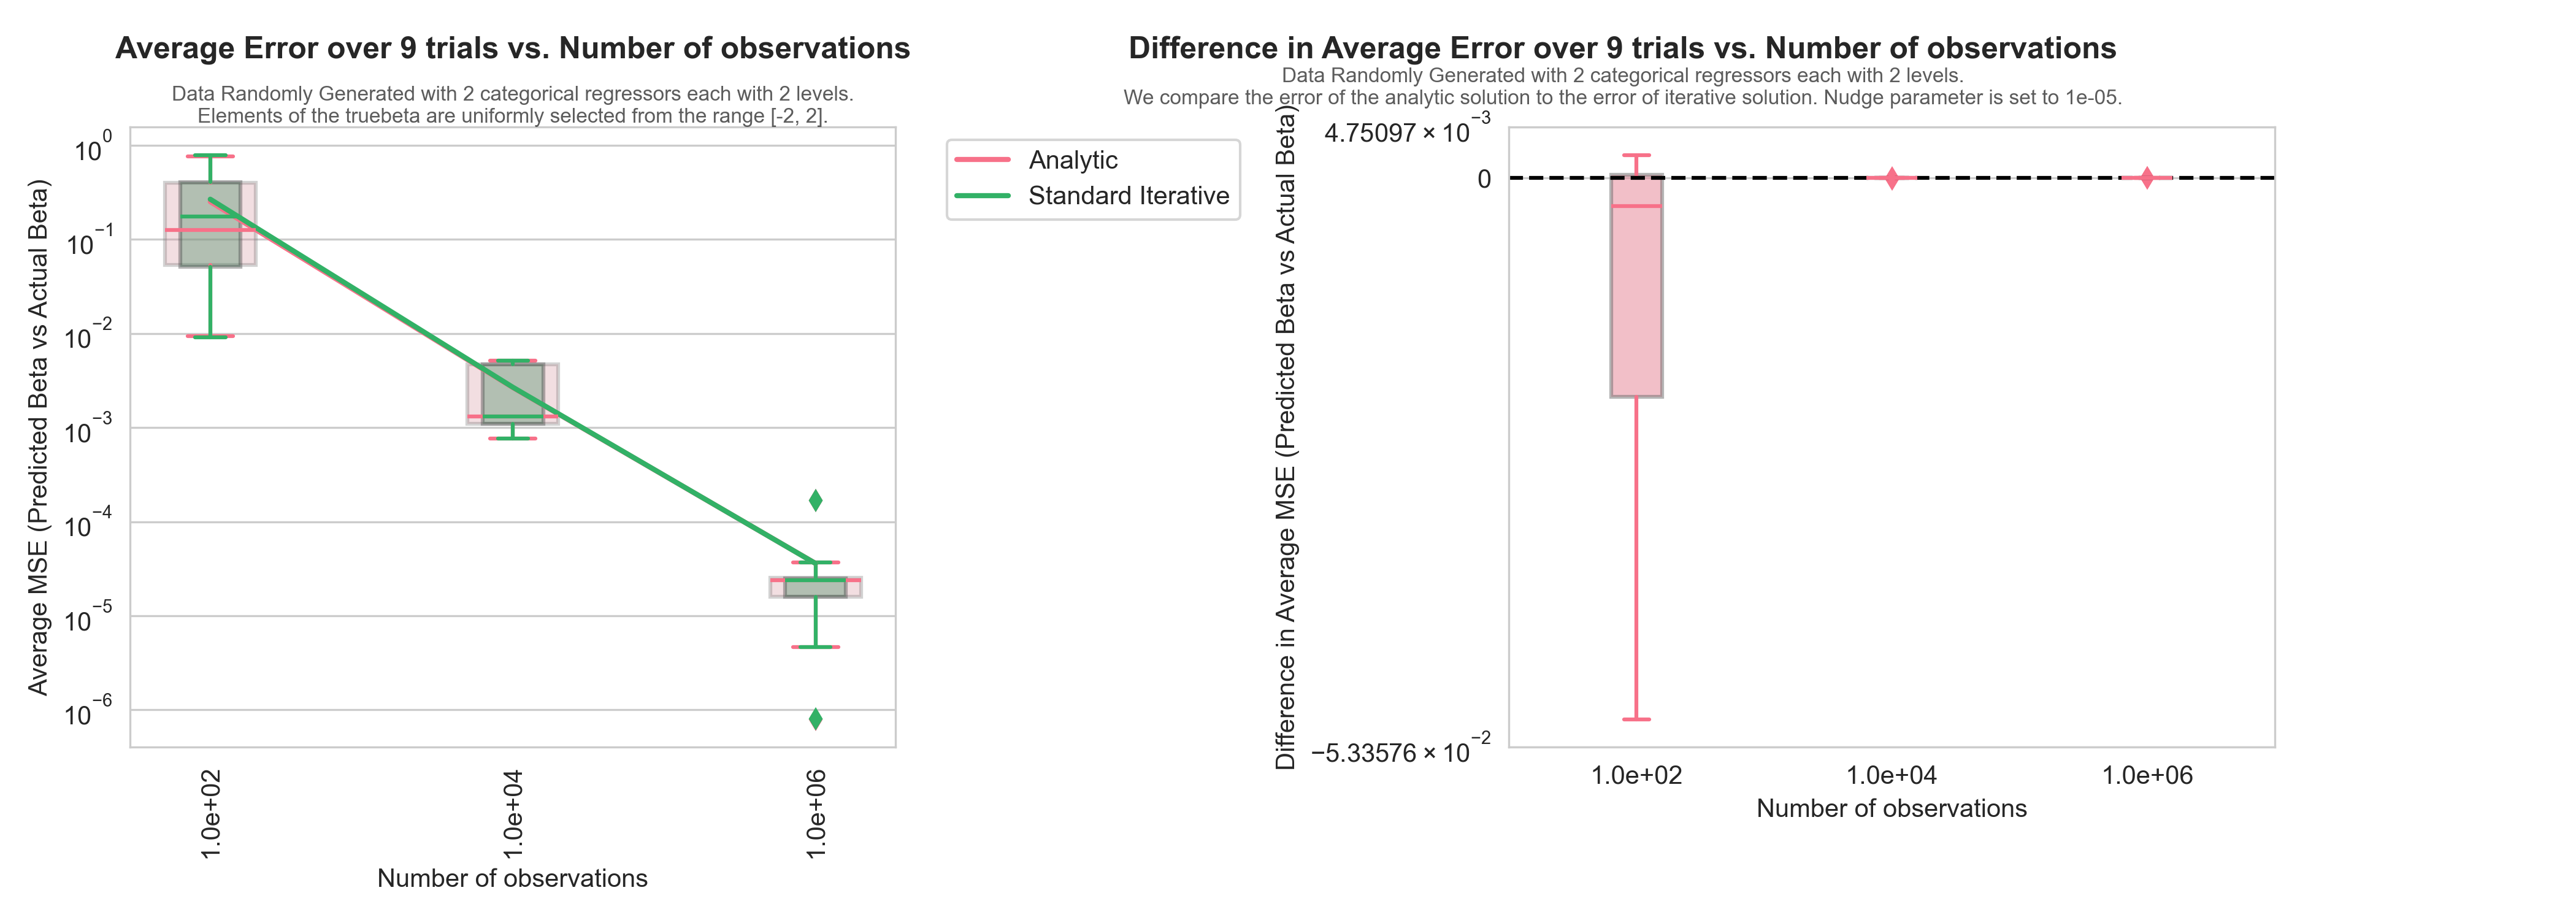 Average Error over 9 trials vs. Number of observations
Data Randomly Generated with 2 categorical regressors each with 2 levels.
Elements of the truebeta are uniformly selected from the range [-2, 2].
Average MSE (Predicted Beta vs Actual Beta)
10^0
10^−1
10^−2
10^−3
10^−4
10^−5
10^−6
1.0e+02
1.0e+04
1.0e+06
Number of observations
Analytic
Standard Iterative
Difference in Average Error over 9 trials vs. Number of observations
Data Randomly Generated with 2 categorical regressors each with 2 levels.
We compare the error of the analytic solution to the error of iterative solution. Nudge parameter is set to 1e-05.
Difference in Average MSE (Predicted Beta vs Actual Beta)
4.75097 × 10^−3
0
−5.33576 × 10^−2
1.0e+02
1.0e+04
1.0e+06
Number of observations